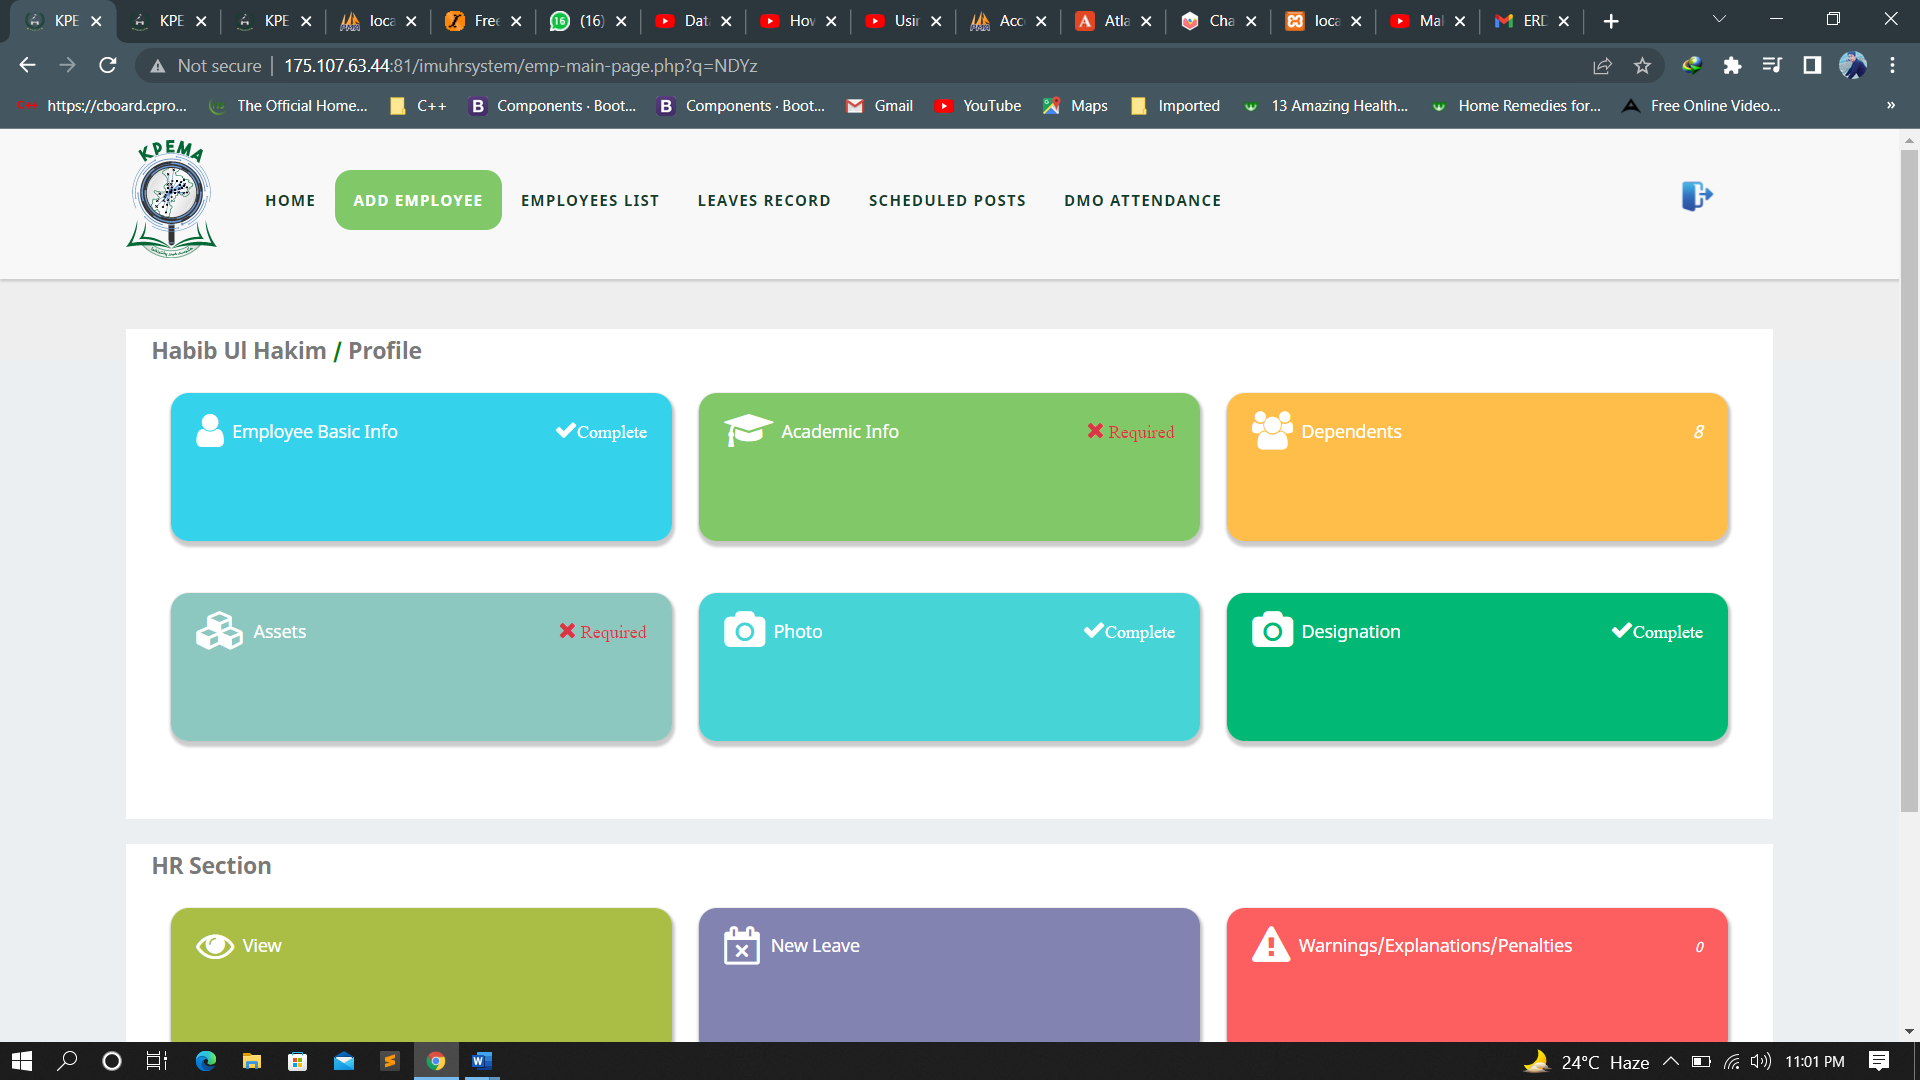 KPE KPE KPE loca Free (16) Dat Hov Usir Acc Atla Cha loca Mal ERD
Not secure 175.107.63.44:81/imuhrsystem/emp-main-page.php?q=NDYz
https://cboard.cpro... The Official Home... C++ B Components · Boot... B Components · Boot... Gmail YouTube Maps Imported 13 Amazing Health... Home Remedies for... Free Online Video... »
KPEMA
HOME ADD EMPLOYEE EMPLOYEES LIST LEAVES RECORD SCHEDULED POSTS DMO ATTENDANCE
Habib Ul Hakim / Profile
Employee Basic Info Complete Academic Info Required Dependents 8
Assets Required Photo Complete Designation Complete
HR Section
View New Leave Warnings/Explanations/Penalties 0
24°C Haze 11:01 PM